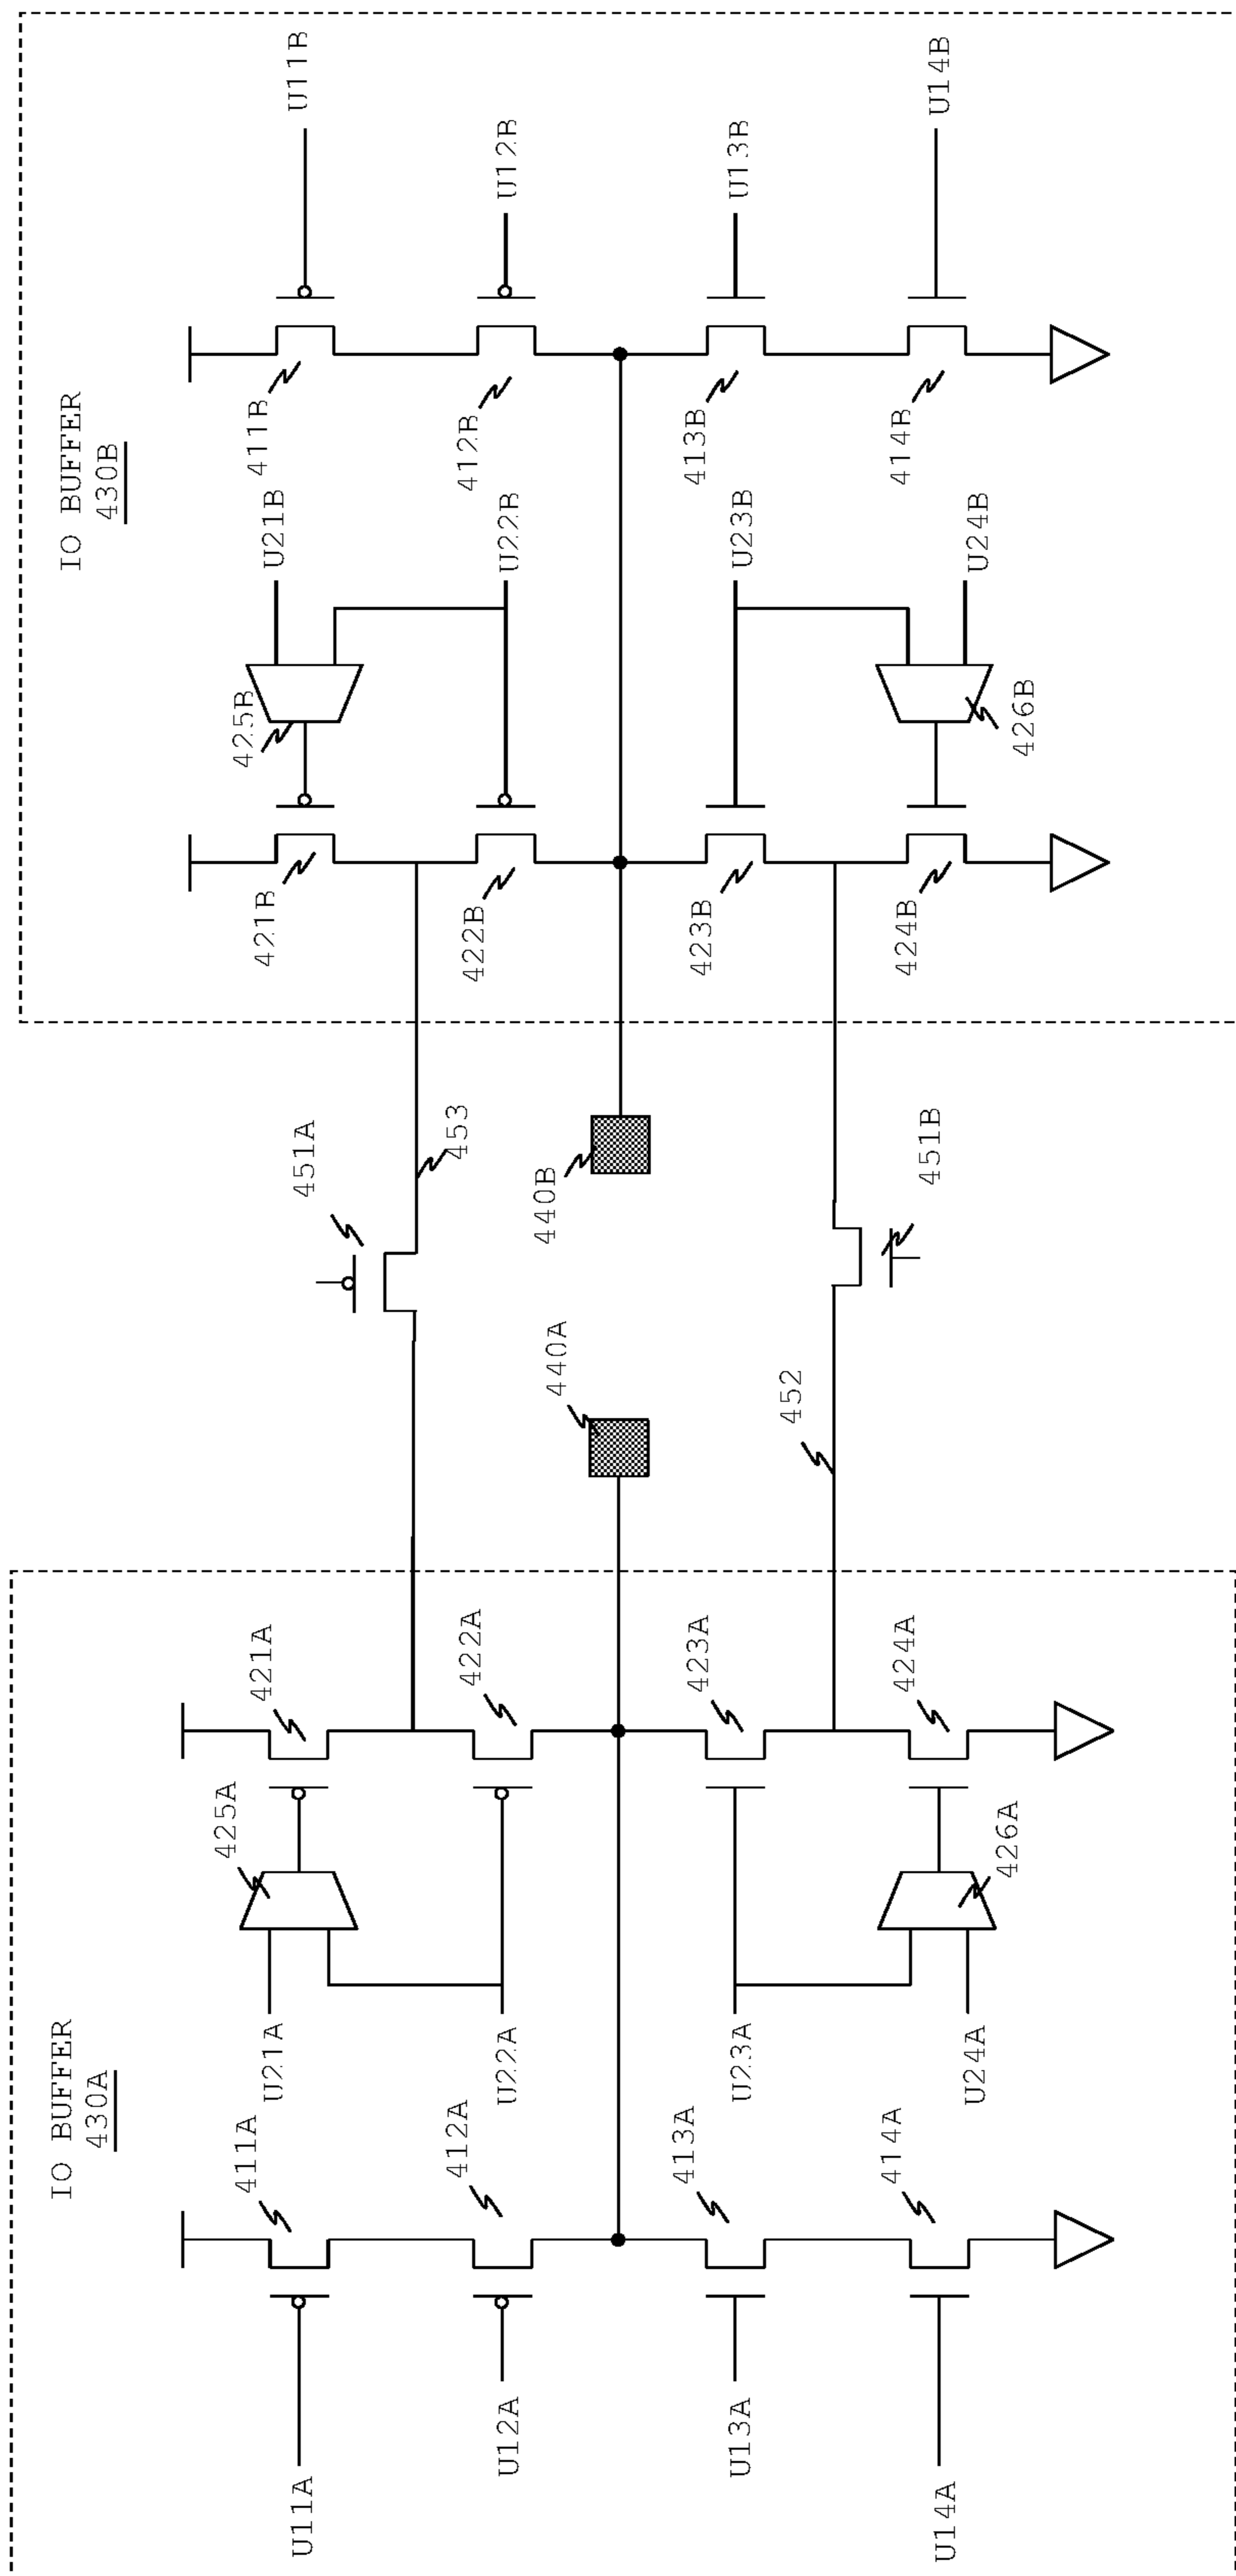 IO BUFFER
430A
IO BUFFER
430B
U11A
U12A
U13A
U14A
411A
412A
413A
414A
U21A
U22A
U23A
U24A
425A
426A
421A
422A
423A
424A
440A
452
451A
453
440B
451B
421B
422B
423B
424B
425B
426B
U21B
U22B
U23B
U24B
411B
412B
413B
414B
U11B
U12B
U13B
U14B